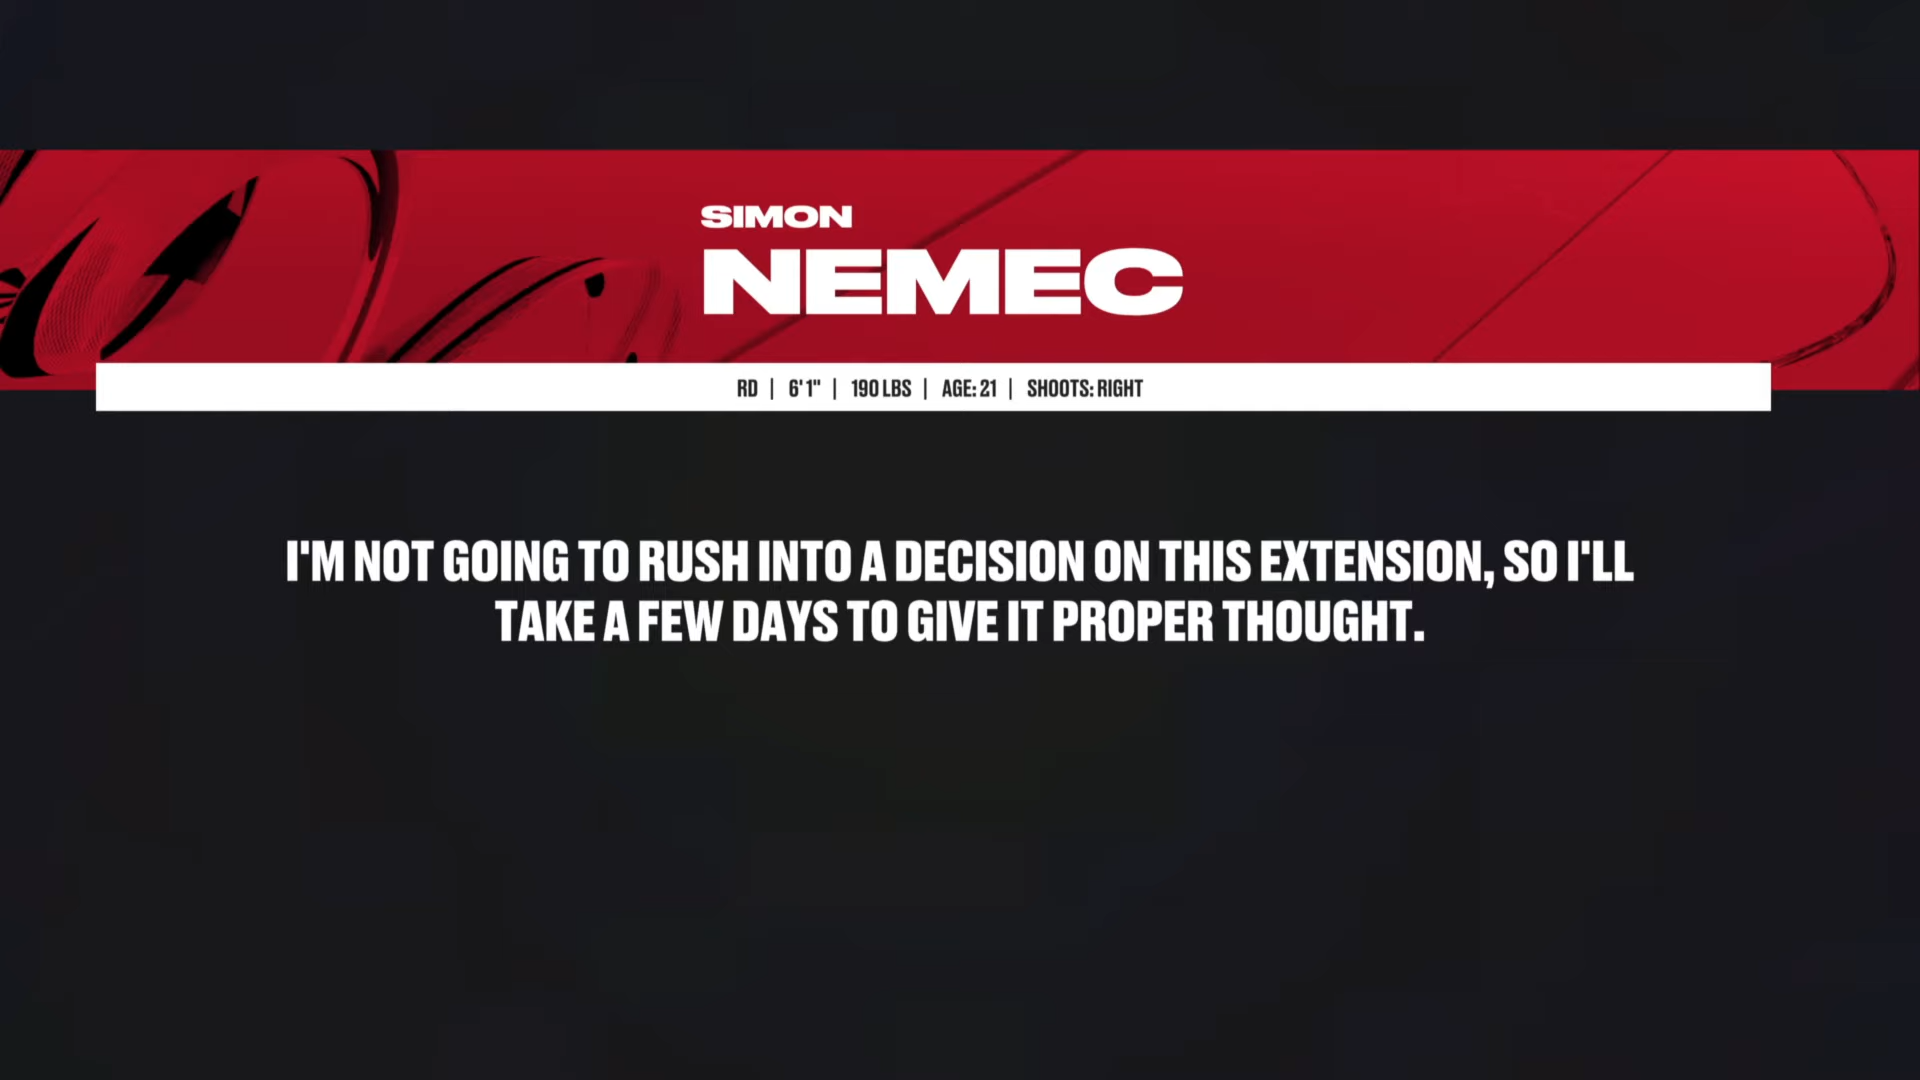 SIMON
NEMEC
RD | 6'1" | 190 LBS | AGE: 21 | SHOOTS: RIGHT
I'M NOT GOING TO RUSH INTO A DECISION ON THIS EXTENSION, SO I'LL
TAKE A FEW DAYS TO GIVE IT PROPER THOUGHT.